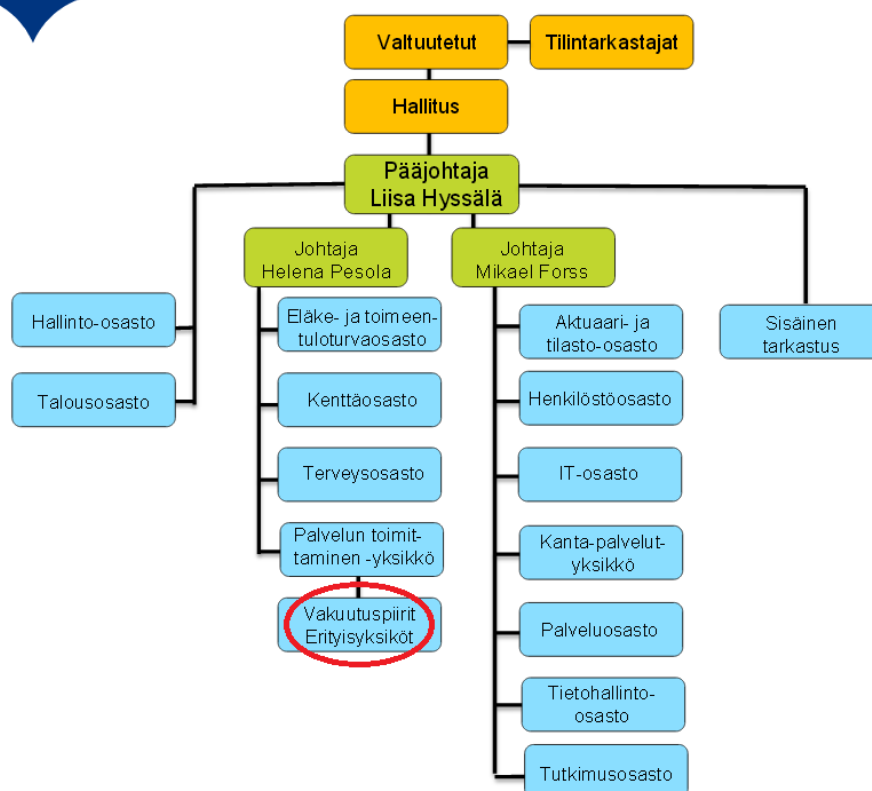 Valtuutetut
Tilintarkastajat
Hallitus
Pääjohtaja
Liisa Hyssälä
Johtaja
Helena Pesola
Johtaja
Mikael Forss
Hallinto-osasto
Talousosasto
Eläke- ja toimeen-
tuloturvaosasto
Kenttäosasto
Terveysosasto
Palvelun toimit-
taminen -yksikkö
Vakuutuspiirit
Erityisyksiköt
Aktuaari- ja
tilasto-osasto
Henkilöstöosasto
IT-osasto
Kanta-palvelut-
yksikkö
Palveluosasto
Tietohallinto-
osasto
Tutkimusosasto
Sisäinen
tarkastus